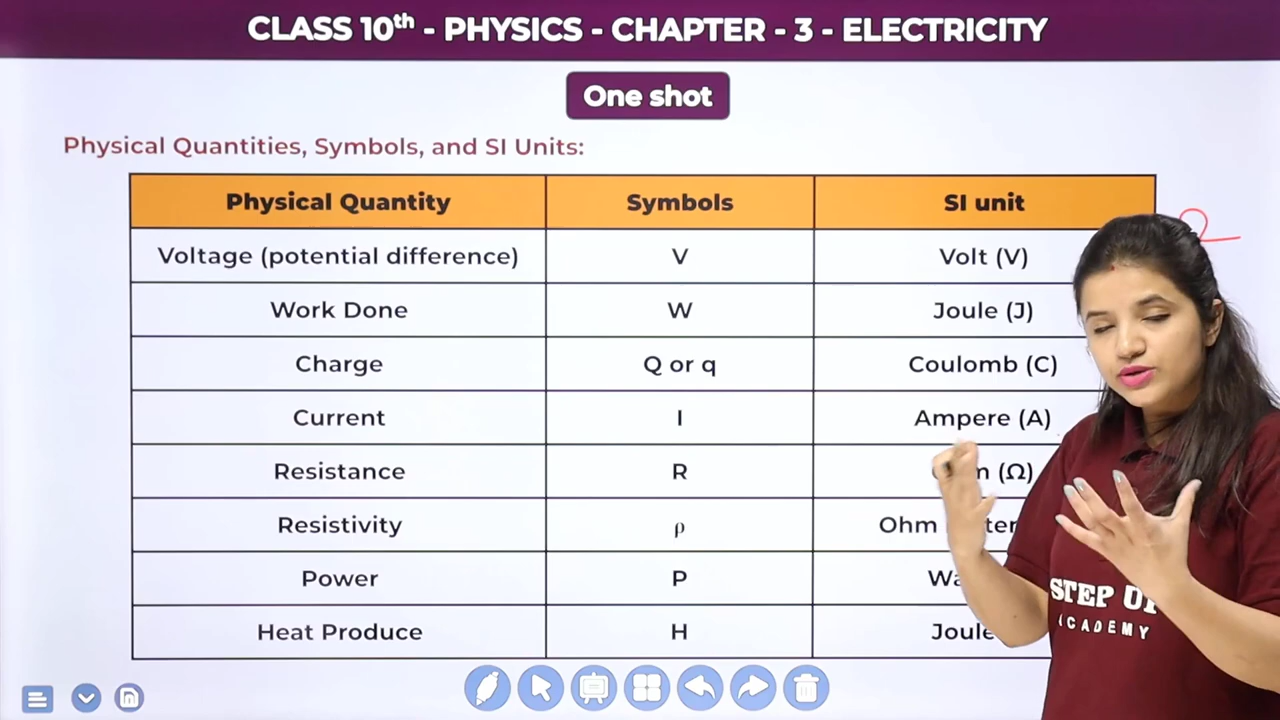 CLASS 10th - PHYSICS - CHAPTER - 3 - ELECTRICITY
One shot
Physical Quantities, Symbols, and SI Units:
Physical Quantity Symbols SI unit
Voltage (potential difference) V Volt (V)
Work Done W Joule (J)
Charge Q or q Coulomb (C)
Current I Ampere (A)
Resistance R (Ω)
Resistivity ρ Ohm
Power P
Heat Produce H Joule
STEP UP
ACADEMY